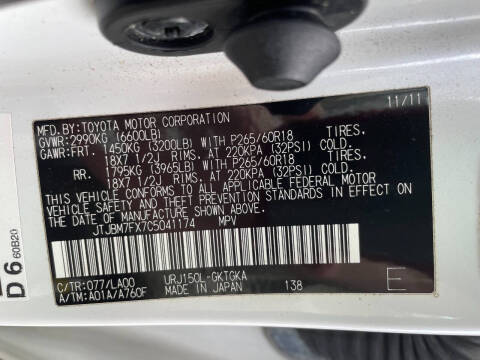 11/11
MFD.BY:TOYOTA MOTOR CORPORATION
GVWR:2990KG (6600LB)
GAWR:FRT. 1450KG (3200LB) WITH P265/60R18 TIRES,
18X7 1/2J RIMS, AT 220KPA (32PSI) COLD.
RR. 1795KG (3965LB) WITH P265/60R18 TIRES,
18X7 1/2J RIMS, AT 220KPA (32PSI) COLD.
THIS VEHICLE CONFORMS TO ALL APPLICABLE FEDERAL MOTOR
VEHICLE SAFETY AND THEFT PREVENTION STANDARDS IN EFFECT ON
THE DATE OF MANUFACTURE SHOWN ABOVE.
JTJBM7FX7C5041174 MPV
C/TR:077/LA00 URJ150L-GKTGKA
A/TM:A01A/A760F MADE IN JAPAN 138
E
D 6 60B20